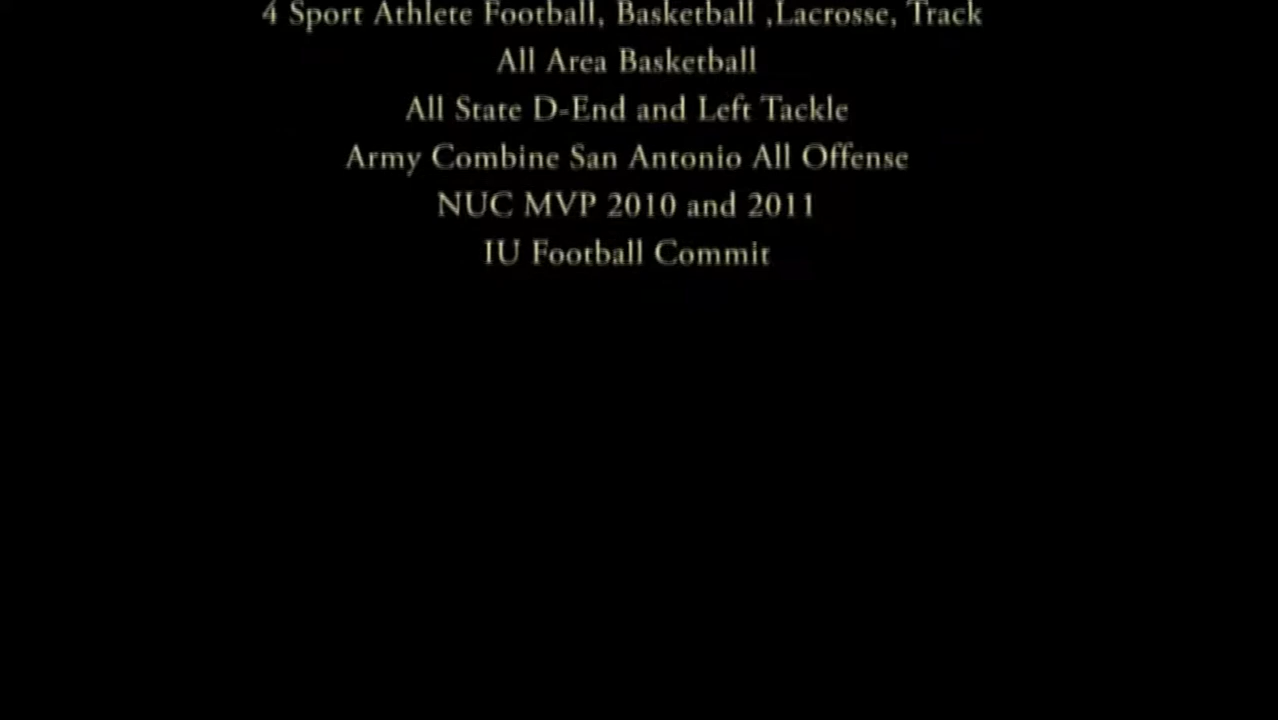 4 Sport Athlete Football, Basketball ,Lacrosse, Track
All Area Basketball
All State D-End and Left Tackle
Army Combine San Antonio All Offense
NUC MVP 2010 and 2011
IU Football Commit